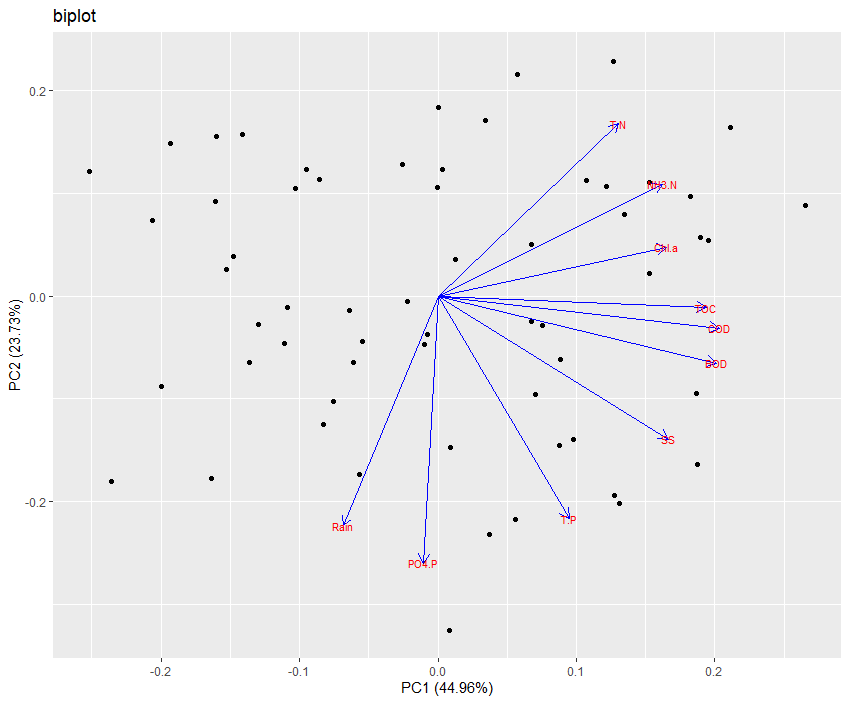 biplot
0.2
0.0
-0.2
PC2 (23.73%)
T.N
NH3.N
Chl.a
TOC
COD
BOD
SS
T.P
Rain
PO4.P
-0.2
-0.1
0.0
0.1
0.2
PC1 (44.96%)